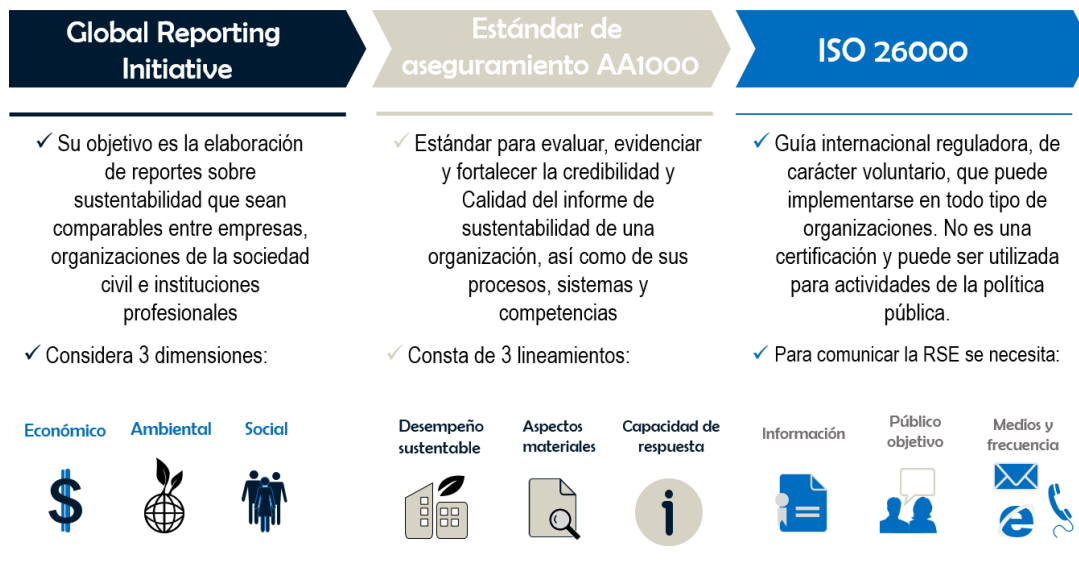 Global Reporting
Initiative
Estándar de
aseguramiento AA1000
ISO 26000
✓ Su objetivo es la elaboración
de reportes sobre
sustentabilidad que sean
comparables entre empresas,
organizaciones de la sociedad
civil e instituciones
profesionales
✓ Considera 3 dimensiones:
Económico
Ambiental
Social
✓ Estándar para evaluar, evidenciar
y fortalecer la credibilidad y
Calidad del informe de
sustentabilidad de una
organización, así como de sus
procesos, sistemas y
competencias
✓ Consta de 3 lineamientos:
Desempeño
sustentable
Aspectos
materiales
Capacidad de
respuesta
✓ Guía internacional reguladora, de
carácter voluntario, que puede
implementarse en todo tipo de
organizaciones. No es una
certificación y puede ser utilizada
para actividades de la política
pública.
✓ Para comunicar la RSE se necesita:
Información
Público
objetivo
Medios y
frecuencia